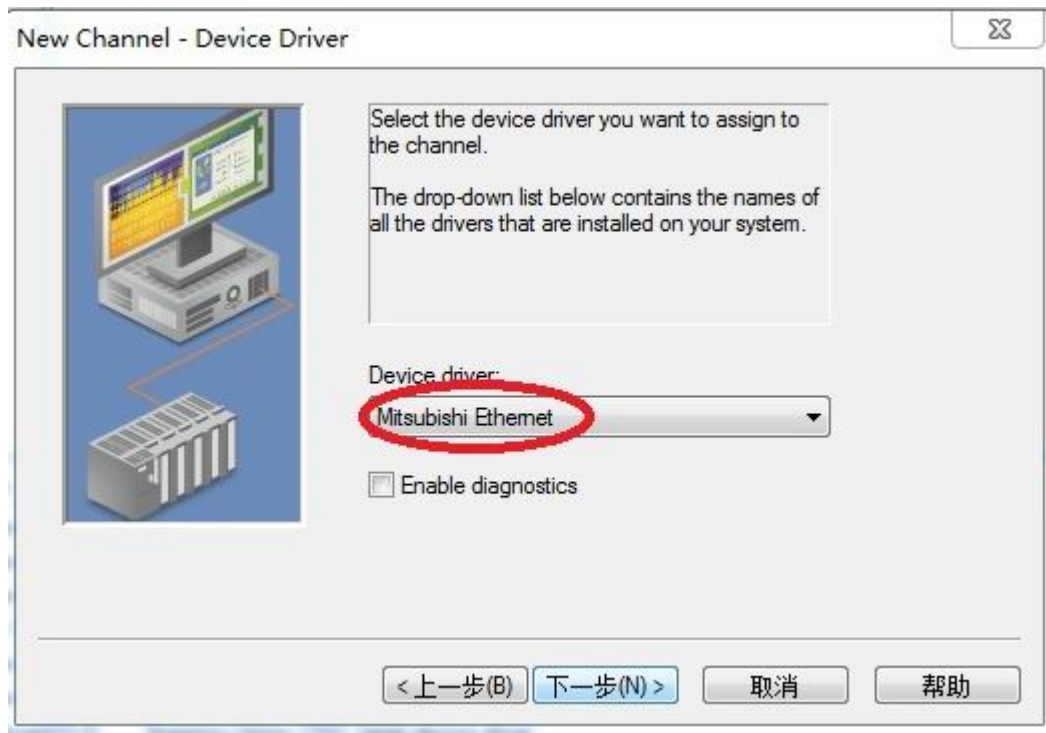 New Channel - Device Driver
Select the device driver you want to assign to
the channel.
The drop-down list below contains the names of
all the drivers that are installed on your system.
Device driver:
Mitsubishi Ethernet
Enable diagnostics
<上一步(B)
下一步(N)>
取消
帮助